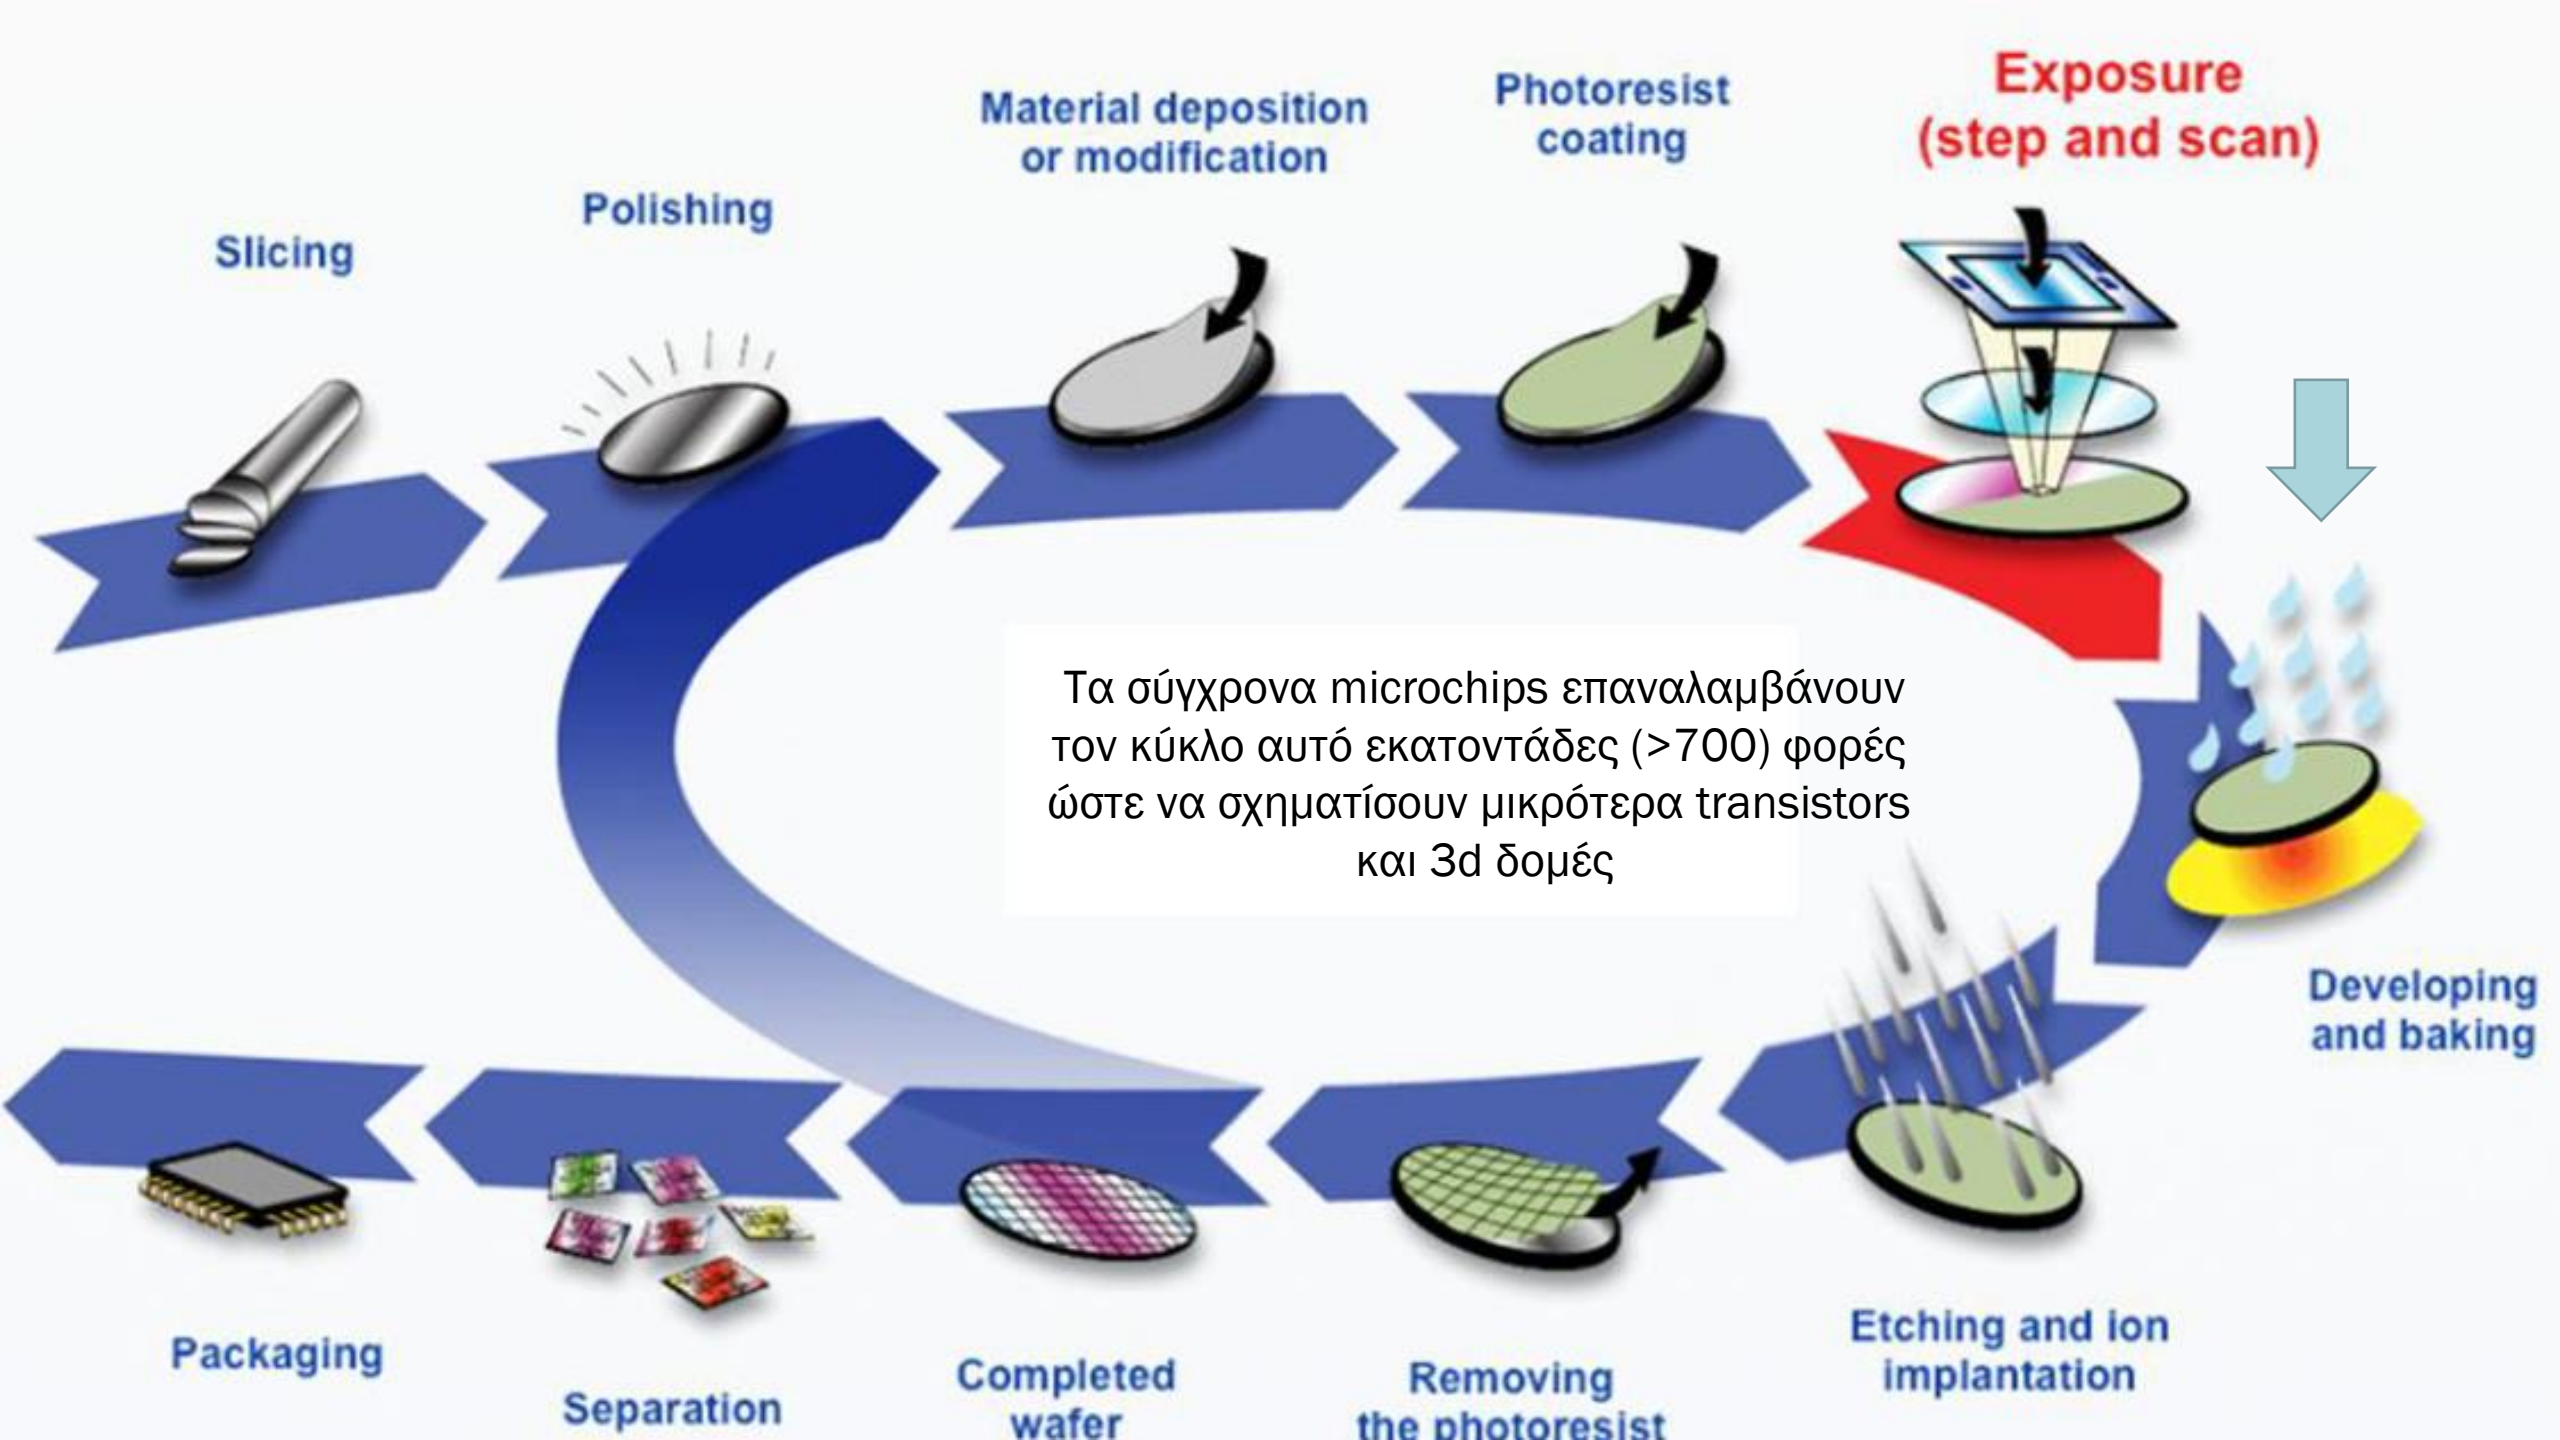 Slicing
Polishing
Material deposition
or modification
Photoresist
coating
Exposure
(step and scan)
Τα σύγχρονα microchips επαναλαμβάνουν
τον κύκλο αυτό εκατοντάδες (>700) φορές
ώστε να σχηματίσουν μικρότερα transistors
και 3d δομές
Developing
and baking
Etching and ion
implantation
Removing
the photoresist
Completed
wafer
Separation
Packaging